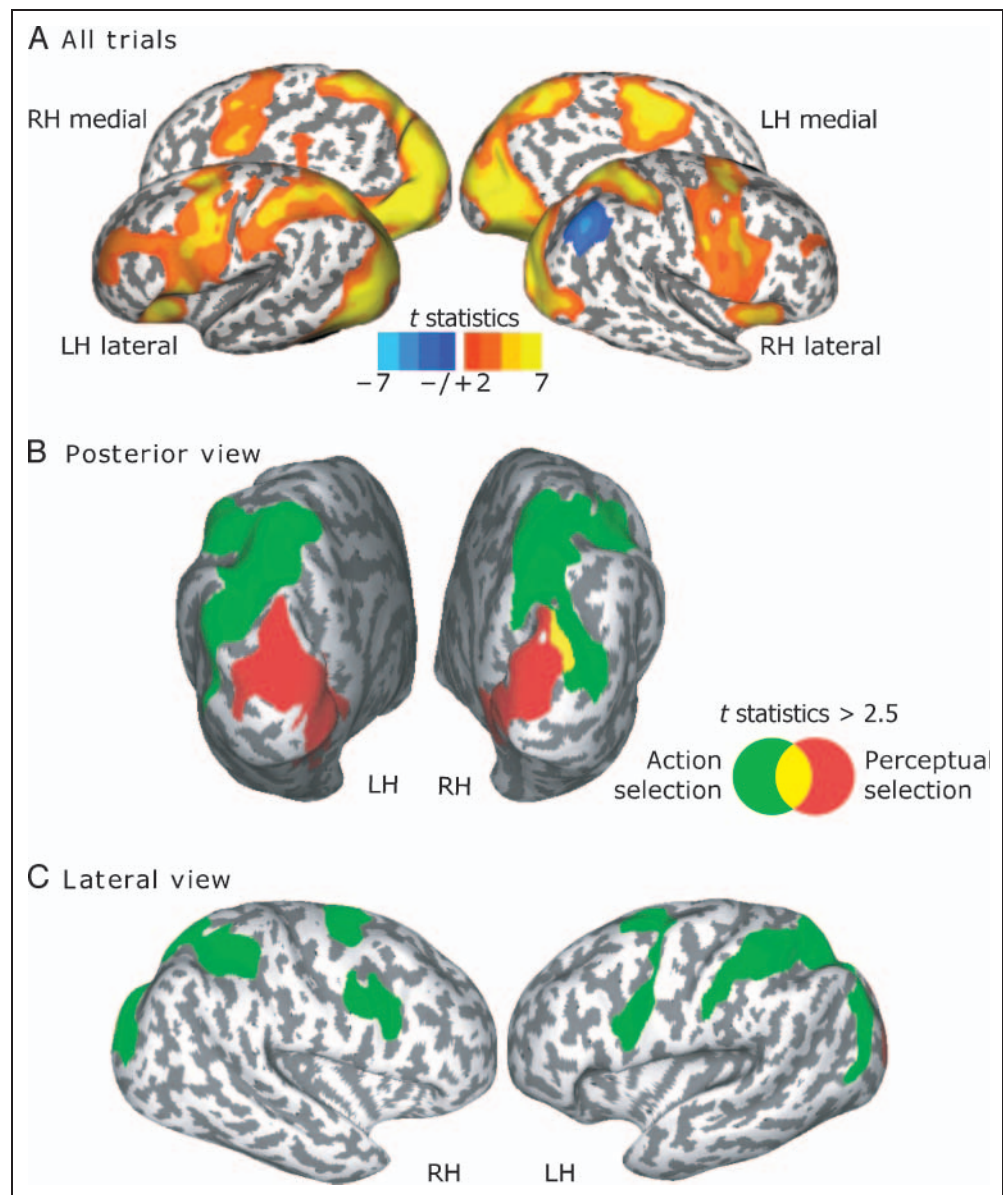 A All trials
RH medial
LH medial
LH lateral
t statistics
RH lateral
−7 −/+2 7
B Posterior view
LH RH
t statistics > 2.5
Action selection
Perceptual selection
C Lateral view
RH LH